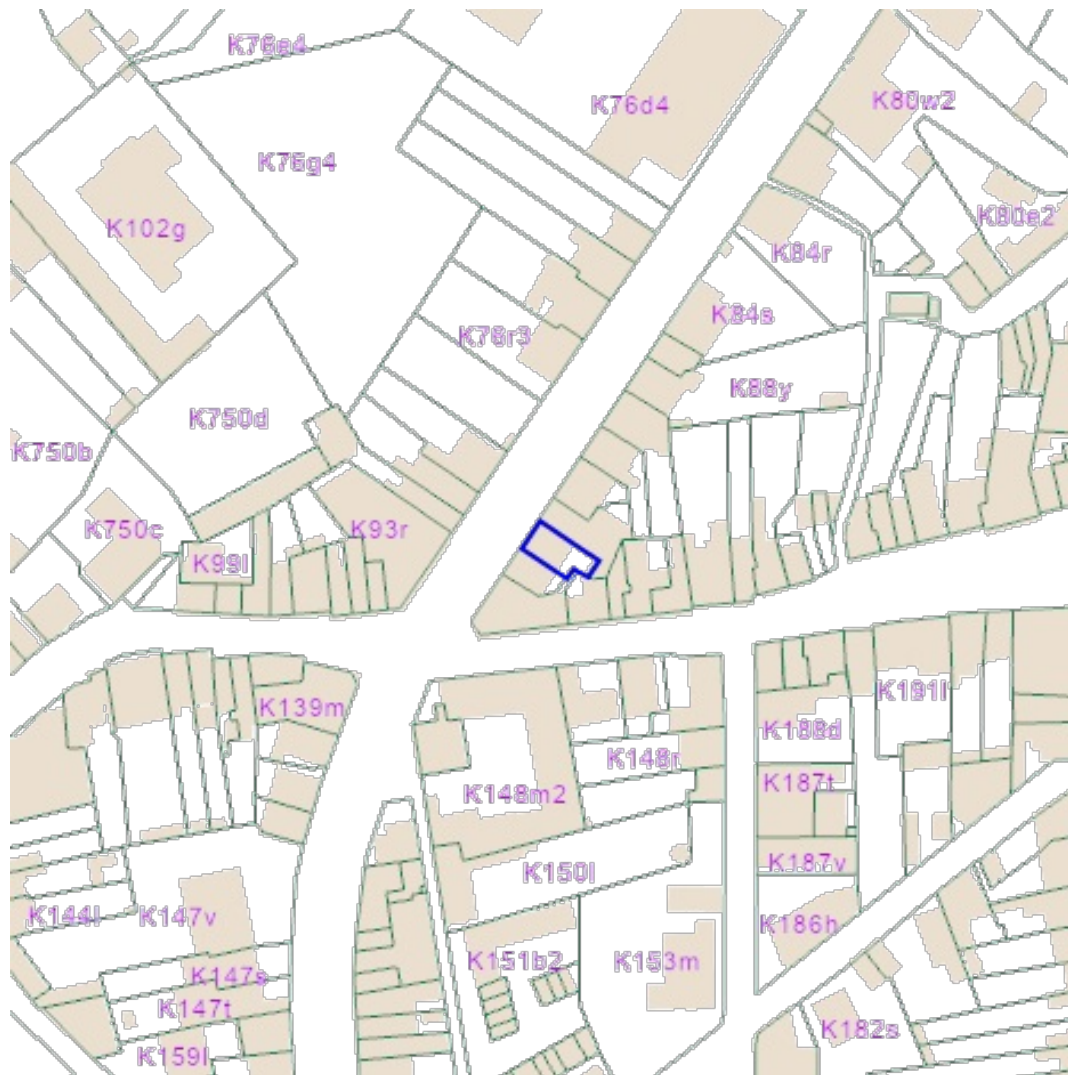 K76e4
K76d4
K80w2
K76g4
K102g
K80e2
K84r
K84s
K76r3
K88y
K750d
K750b
K750c
K93r
K99l
K191l
K139m
K188d
K148r
K187t
K148m2
K187v
K150l
K144l
K147v
K186h
K151b2
K153m
K147s
K147t
K182s
K159l